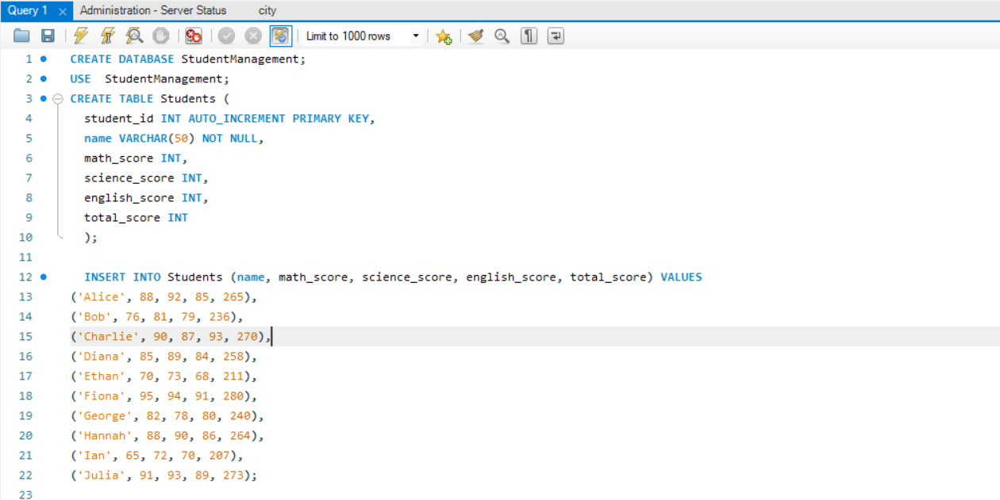 Query 1 Administration - Server Status city
Limit to 1000 rows
1 CREATE DATABASE StudentManagement;
2 USE  StudentManagement;
3 CREATE TABLE Students (
4 student_id INT AUTO_INCREMENT PRIMARY KEY,
5 name VARCHAR(50) NOT NULL,
6 math_score INT,
7 science_score INT,
8 english_score INT,
9 total_score INT
10 );
11
12 INSERT INTO Students (name, math_score, science_score, english_score, total_score) VALUES
13 ('Alice', 88, 92, 85, 265),
14 ('Bob', 76, 81, 79, 236),
15 ('Charlie', 90, 87, 93, 270),
16 ('Diana', 85, 89, 84, 258),
17 ('Ethan', 70, 73, 68, 211),
18 ('Fiona', 95, 94, 91, 280),
19 ('George', 82, 78, 80, 240),
20 ('Hannah', 88, 90, 86, 264),
21 ('Ian', 65, 72, 70, 207),
22 ('Julia', 91, 93, 89, 273);
23